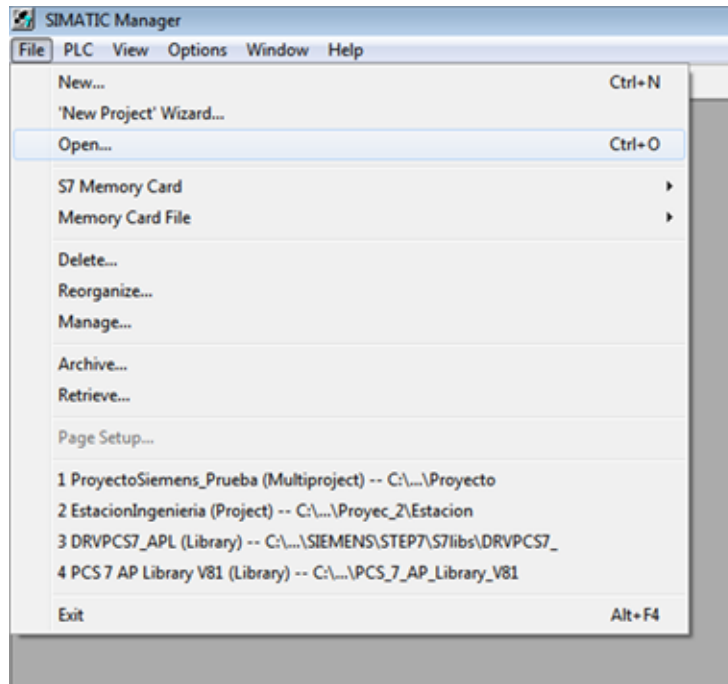 SIMATIC Manager
File PLC View Options Window Help
New... Ctrl+N
'New Project' Wizard...
Open... Ctrl+O
S7 Memory Card
Memory Card File
Delete...
Reorganize...
Manage...
Archive...
Retrieve...
Page Setup...
1 ProyectoSiemens_Prueba (Multiproject) -- C:\...\Proyecto
2 EstacionIngenieria (Project) -- C:\...\Proyec_2\Estacion
3 DRVPCS7_APL (Library) -- C:\...\SIEMENS\STEP7\S7libs\DRVPCS7_
4 PCS 7 AP Library V81 (Library) -- C:\...\PCS_7_AP_Library_V81
Exit Alt+F4